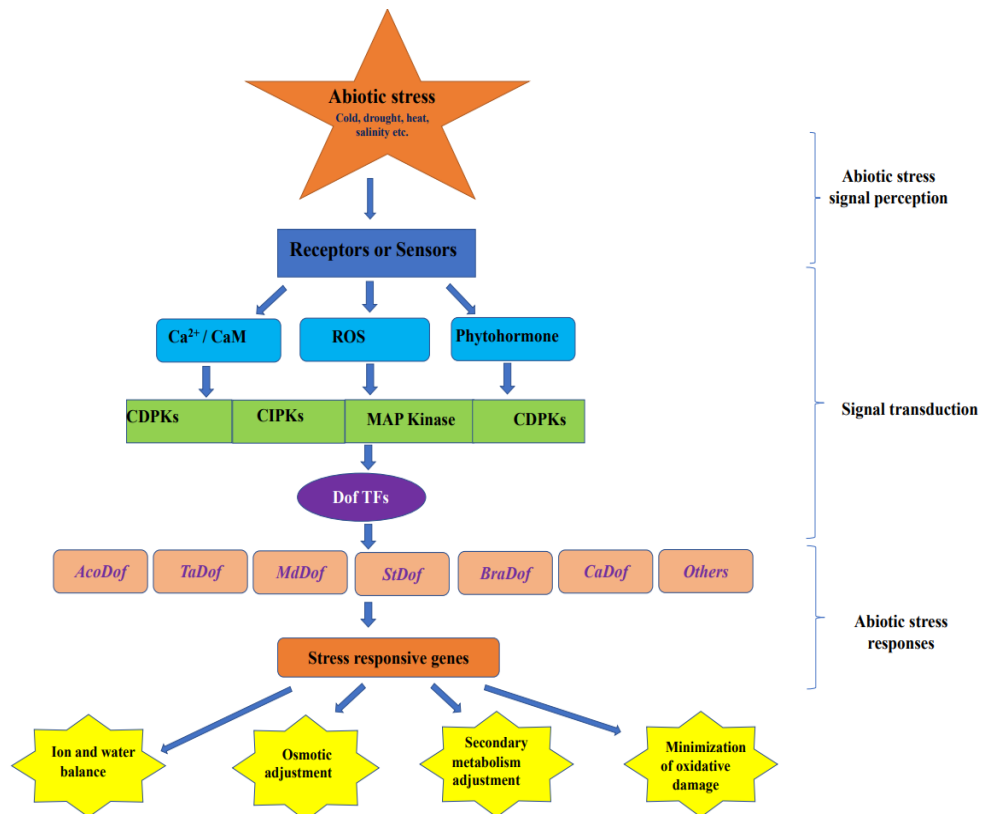 Abiotic stress
Cold, drought, heat,
salinity etc.
Abiotic stress
signal perception
Receptors or Sensors
Ca²⁺ / CaM
ROS
Phytohormone
CDPKs
CIPKs
MAP Kinase
CDPKs
Signal transduction
Dof TFs
AcoDof
TaDof
MdDof
StDof
BraDof
CaDof
Others
Abiotic stress
responses
Stress responsive genes
Ion and water
balance
Osmotic
adjustment
Secondary
metabolism
adjustment
Minimization
of oxidative
damage